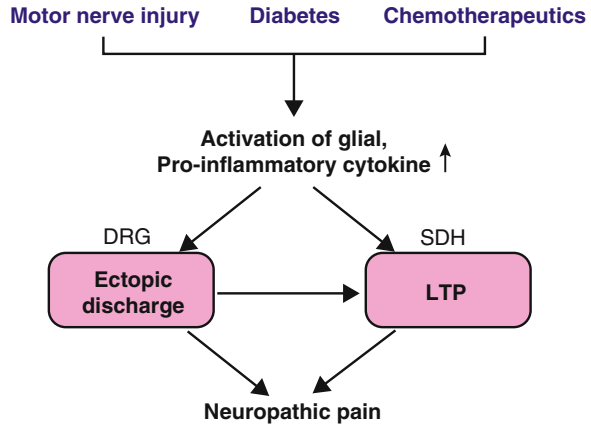 Motor nerve injury Diabetes Chemotherapeutics
Activation of glial,
Pro-inflammatory cytokine ↑
DRG SDH
Ectopic
discharge
LTP
Neuropathic pain